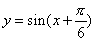 y = sin(x + π/6)